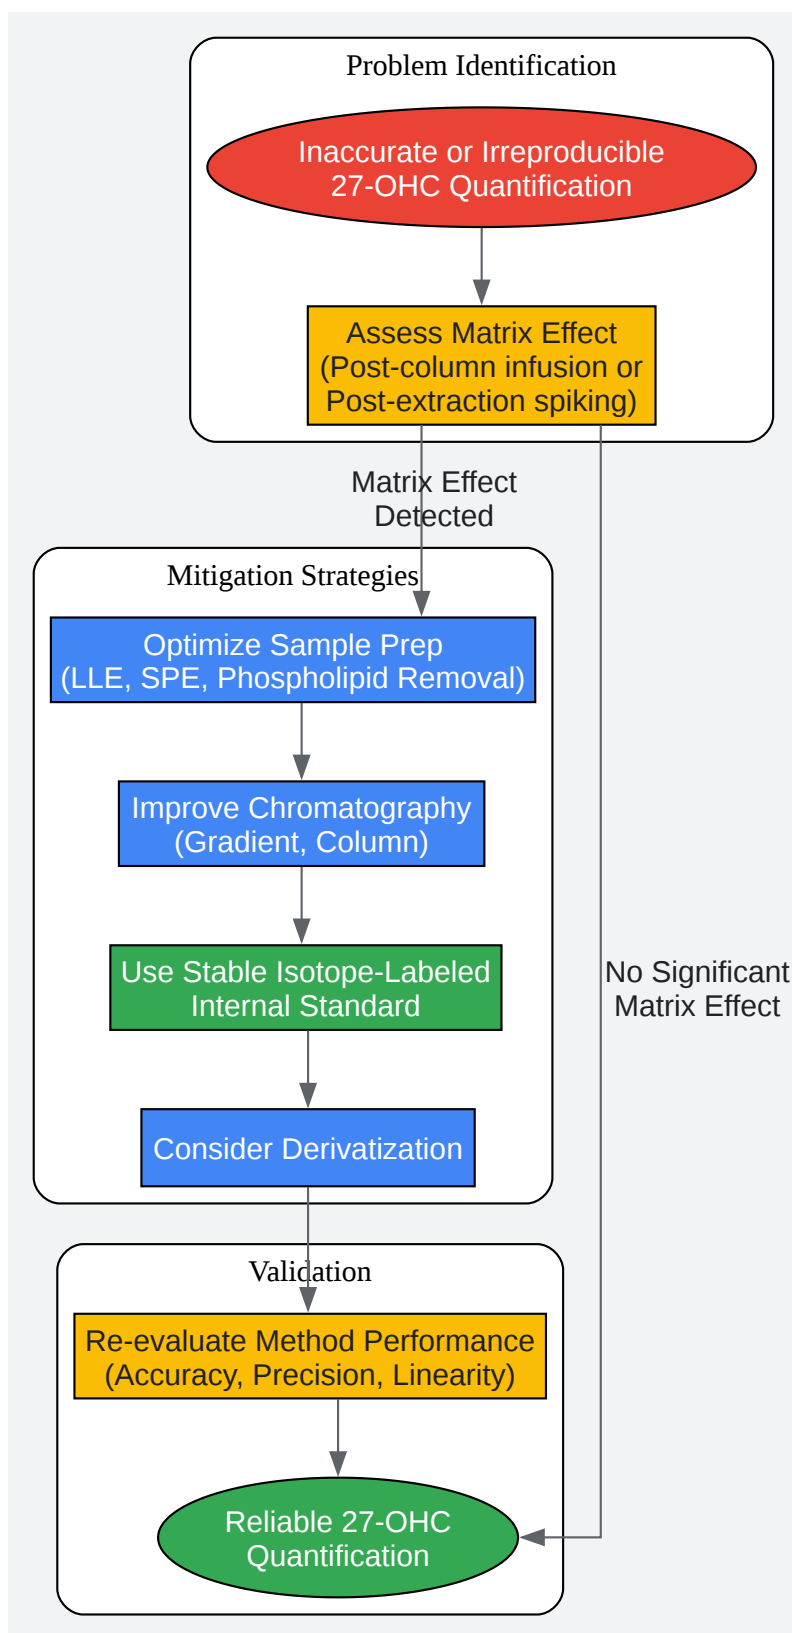 Problem Identification
Inaccurate or Irreproducible
27-OHC Quantification
Assess Matrix Effect
(Post-column infusion or
Post-extraction spiking)
Matrix Effect
Detected
Mitigation Strategies
Optimize Sample Prep
(LLE, SPE, Phospholipid Removal)
Improve Chromatography
(Gradient, Column)
Use Stable Isotope-Labeled
Internal Standard
No Significant
Matrix Effect
Consider Derivatization
Validation
Re-evaluate Method Performance
(Accuracy, Precision, Linearity)
Reliable 27-OHC
Quantification